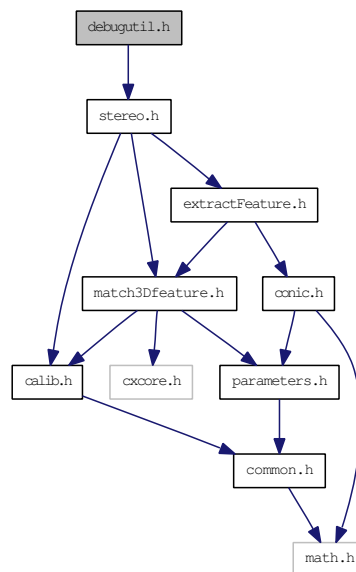 debugutil.h
stereo.h
extractFeature.h
match3Dfeature.h
conic.h
calib.h
cxcore.h
parameters.h
common.h
math.h